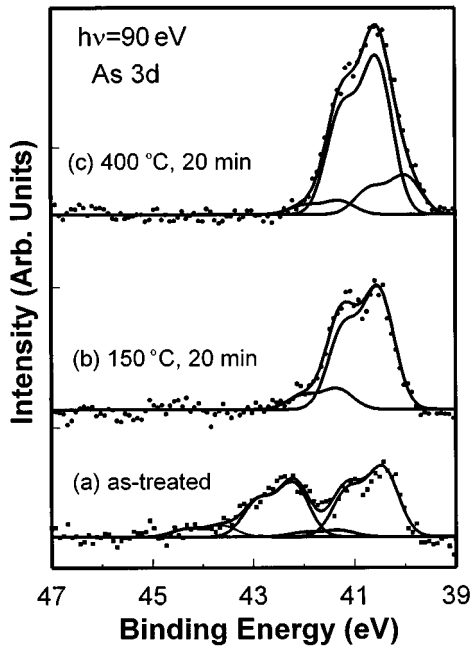 hν=90 eV
As 3d
(c) 400 °C, 20 min
(b) 150 °C, 20 min
(a) as-treated
Intensity (Arb. Units)
47 45 43 41 39
Binding Energy (eV)